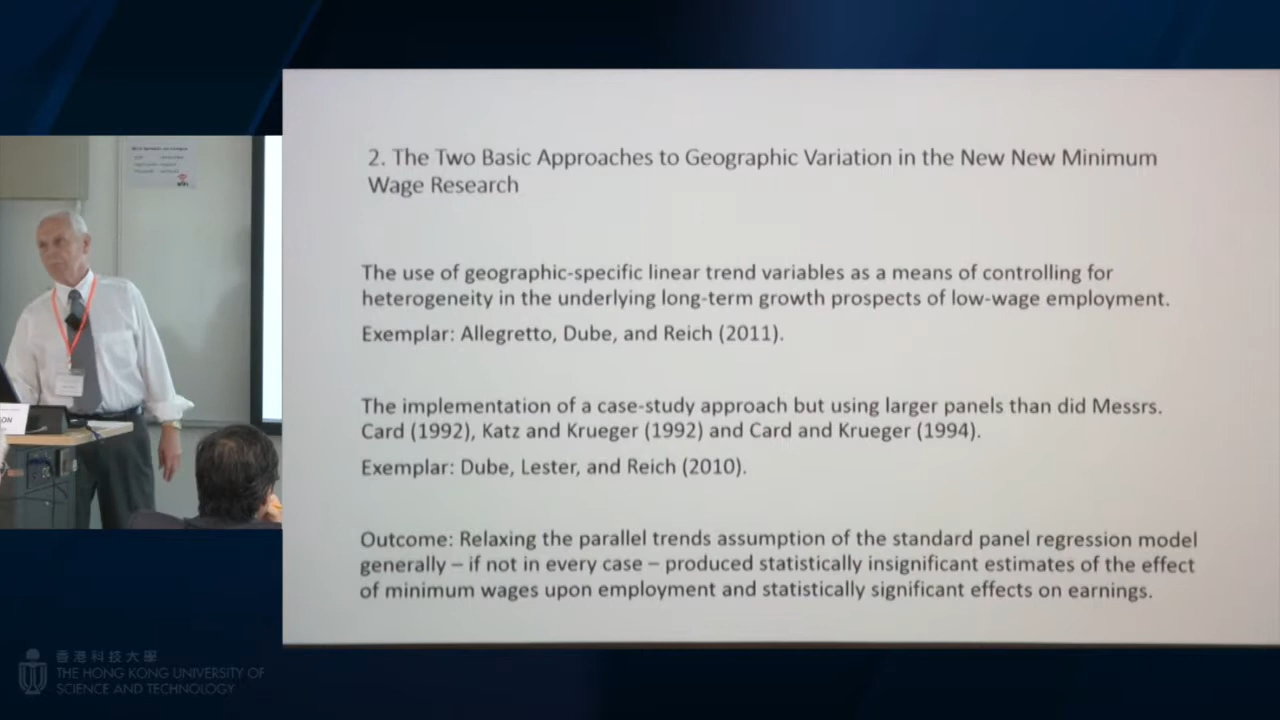 2. The Two Basic Approaches to Geographic Variation in the New New Minimum
Wage Research
The use of geographic-specific linear trend variables as a means of controlling for
heterogeneity in the underlying long-term growth prospects of low-wage employment.
Exemplar: Allegretto, Dube, and Reich (2011).
The implementation of a case-study approach but using larger panels than did Messrs.
Card (1992), Katz and Krueger (1992) and Card and Krueger (1994).
Exemplar: Dube, Lester, and Reich (2010).
Outcome: Relaxing the parallel trends assumption of the standard panel regression model
generally – if not in every case – produced statistically insignificant estimates of the effect
of minimum wages upon employment and statistically significant effects on earnings.
ON
香港科技大學
THE HONG KONG UNIVERSITY OF
SCIENCE AND TECHNOLOGY